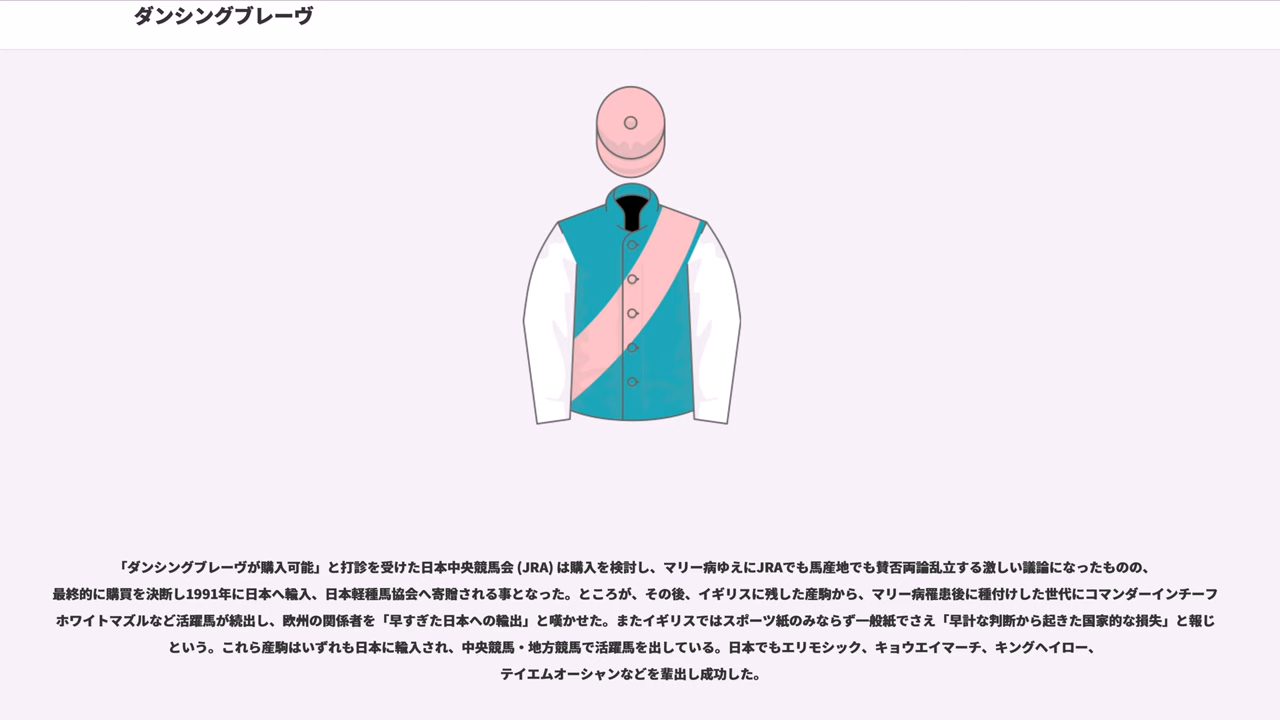 ダンシングブレーヴ
「ダンシングブレーヴが購入可能」と打診を受けた日本中央競馬会 (JRA) は購入を検討し、マリー病ゆえにJRAでも馬産地でも賛否両論乱立する激しい議論になったものの、
最終的に購買を決断し1991年に日本へ輸入、日本軽種馬協会へ寄贈される事となった。ところが、その後、イギリスに残した産駒から、マリー病罹患後に種付けした世代にコマンダーインチーフ
ホワイトマズルなど活躍馬が続出し、欧州の関係者を「早すぎた日本への輸出」と嘆かせた。またイギリスではスポーツ紙のみならず一般紙でさえ「早計な判断から起きた国家的な損失」と報じ
という。これら産駒はいずれも日本に輸入され、中央競馬・地方競馬で活躍馬を出している。日本でもエリモシック、キョウエイマーチ、キングヘイロー、
テイエムオーシャンなどを輩出し成功した。